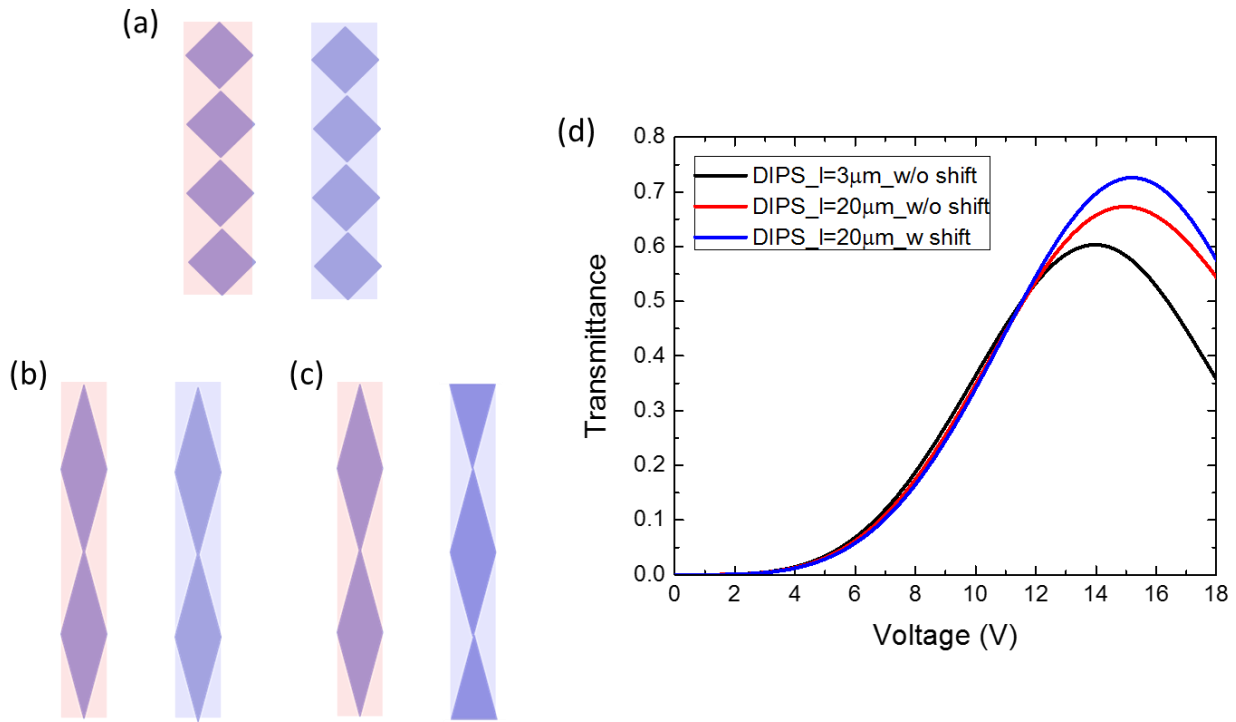 (a)
(b)
(c)
(d)
0.8
0.7
0.6
0.5
0.4
0.3
0.2
0.1
0.0
Transmittance
DIPS_l=3μm_w/o shift
DIPS_l=20μm_w/o shift
DIPS_l=20μm_w shift
0 2 4 6 8 10 12 14 16 18
Voltage (V)